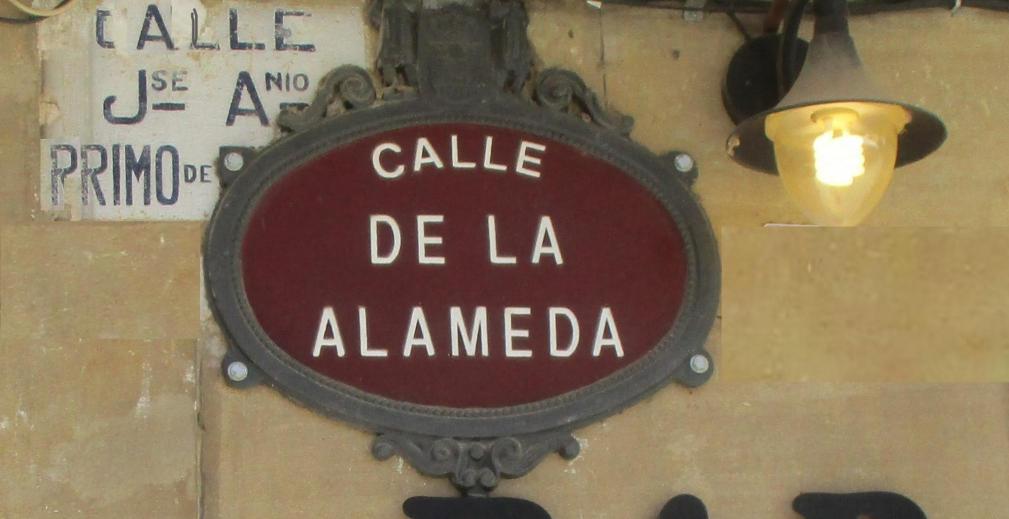 CALLE
JSE ANIO
PRIMO DE
CALLE
DE LA
ALAMEDA